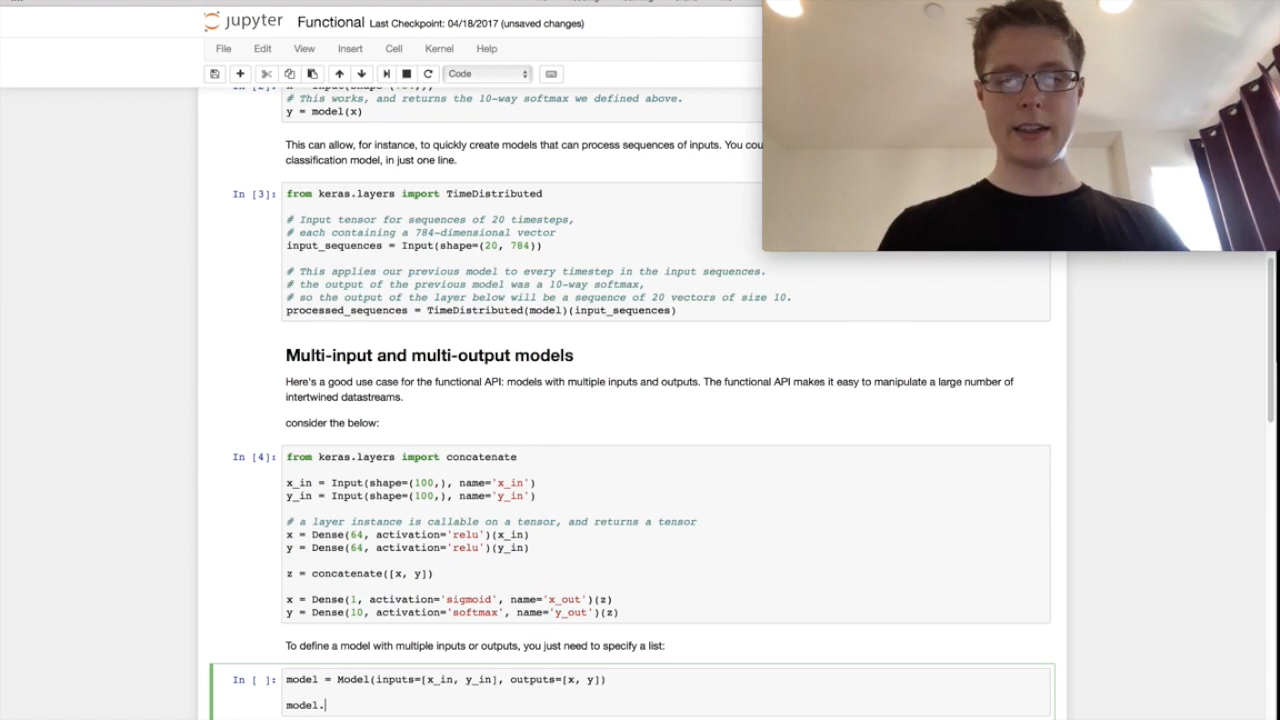 jupyter Functional Last Checkpoint: 04/18/2017 (unsaved changes)
File Edit View Insert Cell Kernel Help
Code
# This works, and returns the 10-way softmax we defined above.
y = model(x)
This can allow, for instance, to quickly create models that can process sequences of inputs. You
classification model, in just one line.
In [3]: from keras.layers import TimeDistributed
# Input tensor for sequences of 20 timesteps,
# each containing a 784-dimensional vector
input_sequences = Input(shape=(20, 784))
# This applies our previous model to every timestep in the input sequences.
# the output of the previous model was a 10-way softmax,
# so the output of the layer below will be a sequence of 20 vectors of size 10.
processed_sequences = TimeDistributed(model)(input_sequences)
Multi-input and multi-output models
Here's a good use case for the functional API: models with multiple inputs and outputs. The functional API makes it easy to manipulate a large number of
intertwined datastreams.
consider the below:
In [4]: from keras.layers import concatenate
x_in = Input(shape=(100,), name='x_in')
y_in = Input(shape=(100,), name='y_in')
# a layer instance is callable on a tensor, and returns a tensor
x = Dense(64, activation='relu')(x_in)
y = Dense(64, activation='relu')(y_in)
z = concatenate([x, y])
x = Dense(1, activation='sigmoid', name='x_out')(z)
y = Dense(10, activation='softmax', name='y_out')(z)
To define a model with multiple inputs or outputs, you just need to specify a list:
In [ ]: model = Model(inputs=[x_in, y_in], outputs=[x, y])
model.